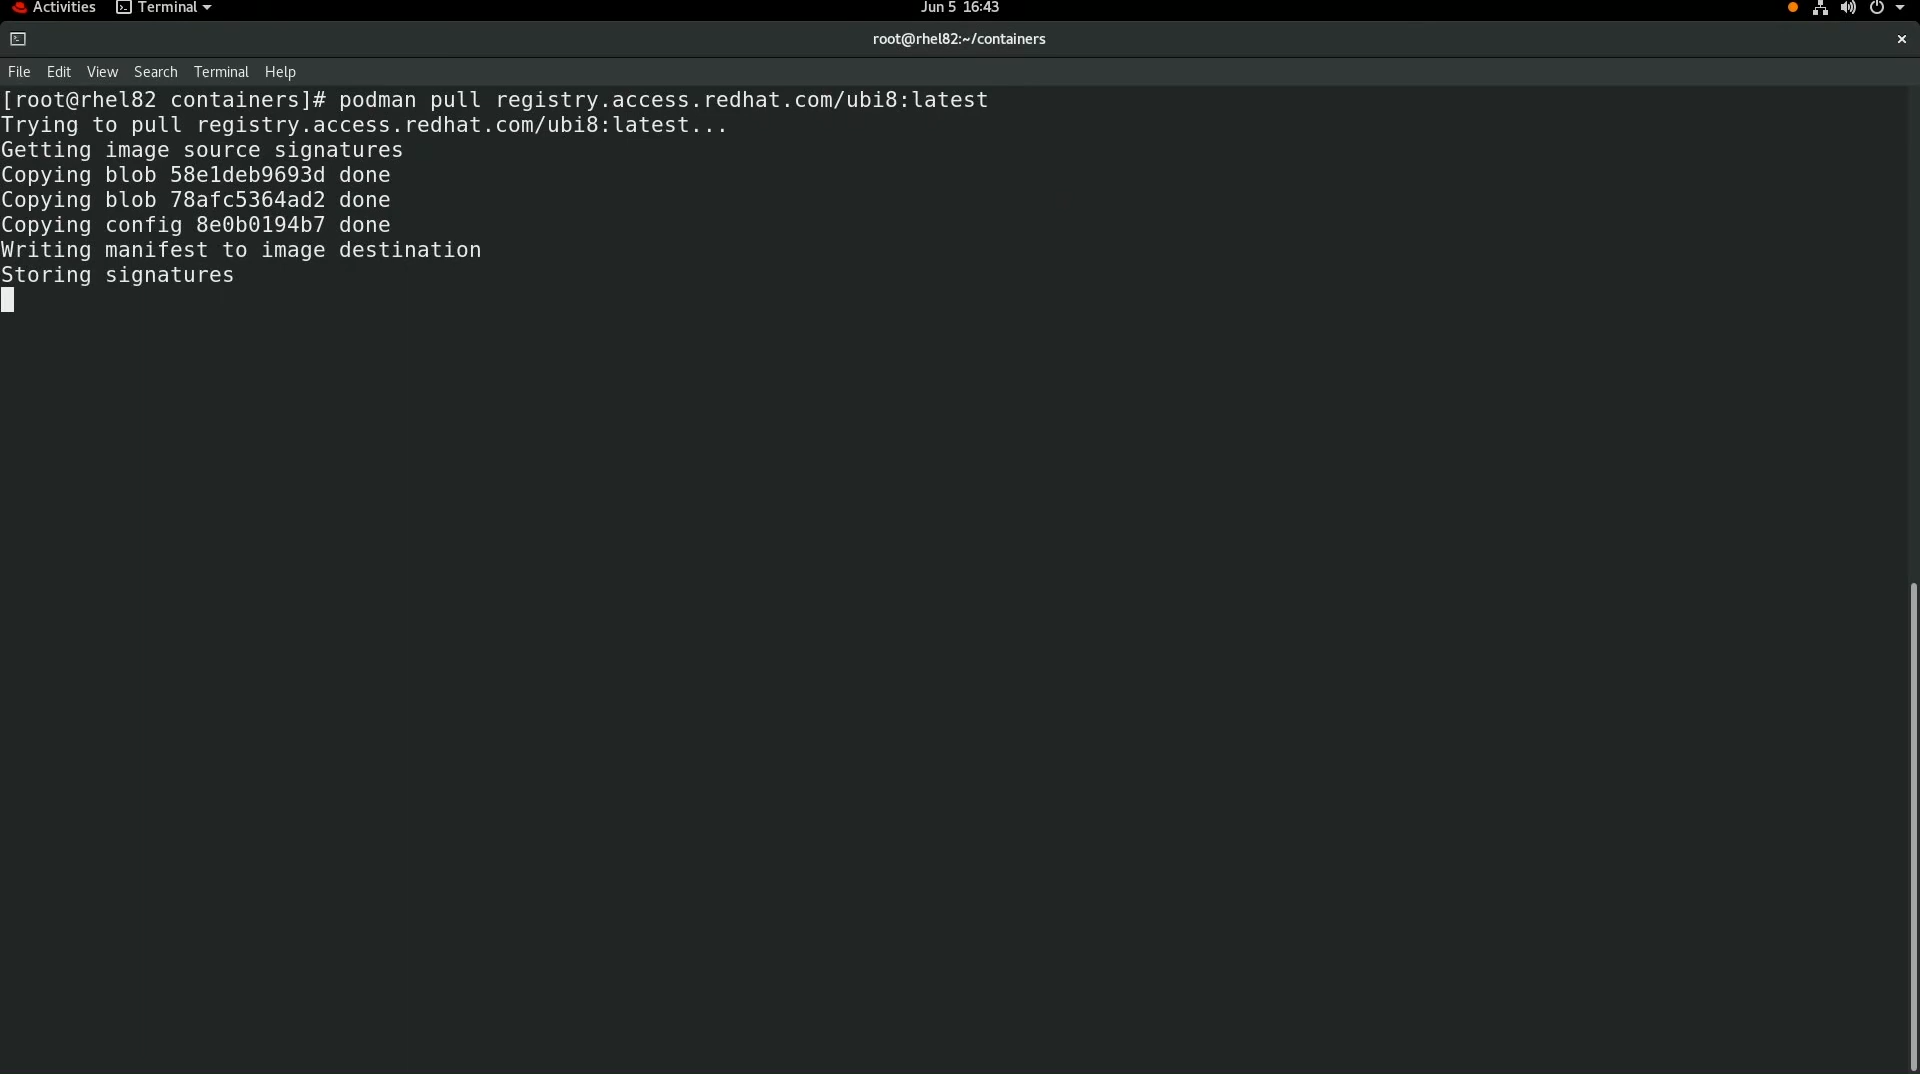 Activities Terminal Jun 5 16:43
root@rhel82:~/containers
File Edit View Search Terminal Help
[root@rhel82 containers]# podman pull registry.access.redhat.com/ubi8:latest
Trying to pull registry.access.redhat.com/ubi8:latest...
Getting image source signatures
Copying blob 58e1deb9693d done
Copying blob 78afc5364ad2 done
Copying config 8e0b0194b7 done
Writing manifest to image destination
Storing signatures